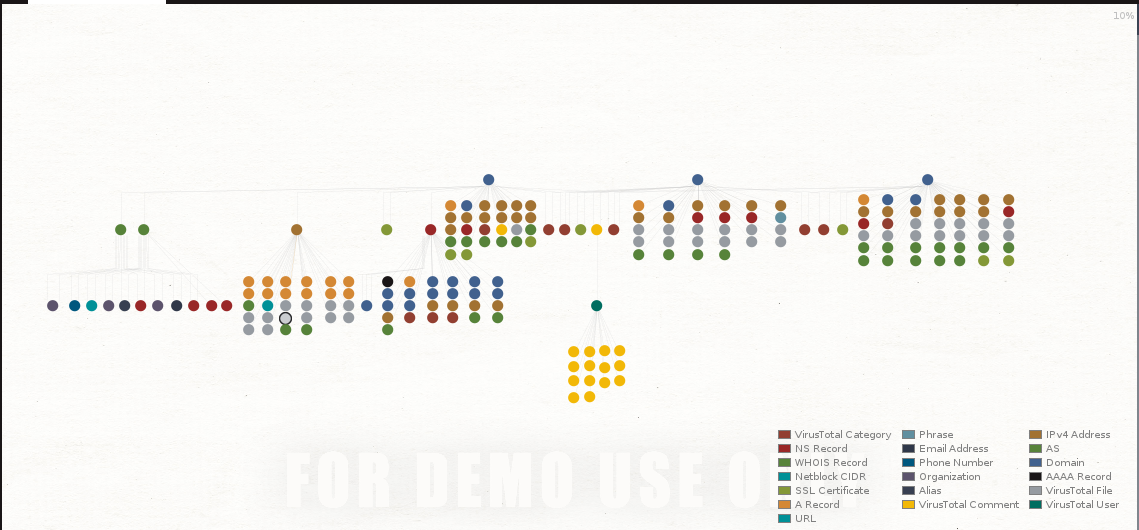 10%
VirusTotal Category
Phrase
IPv4 Address
NS Record
Email Address
AS
WHOIS Record
Phone Number
Domain
Netblock CIDR
Organization
AAAA Record
SSL Certificate
Alias
VirusTotal File
A Record
VirusTotal Comment
VirusTotal User
URL
FOR DEMO USE ONLY